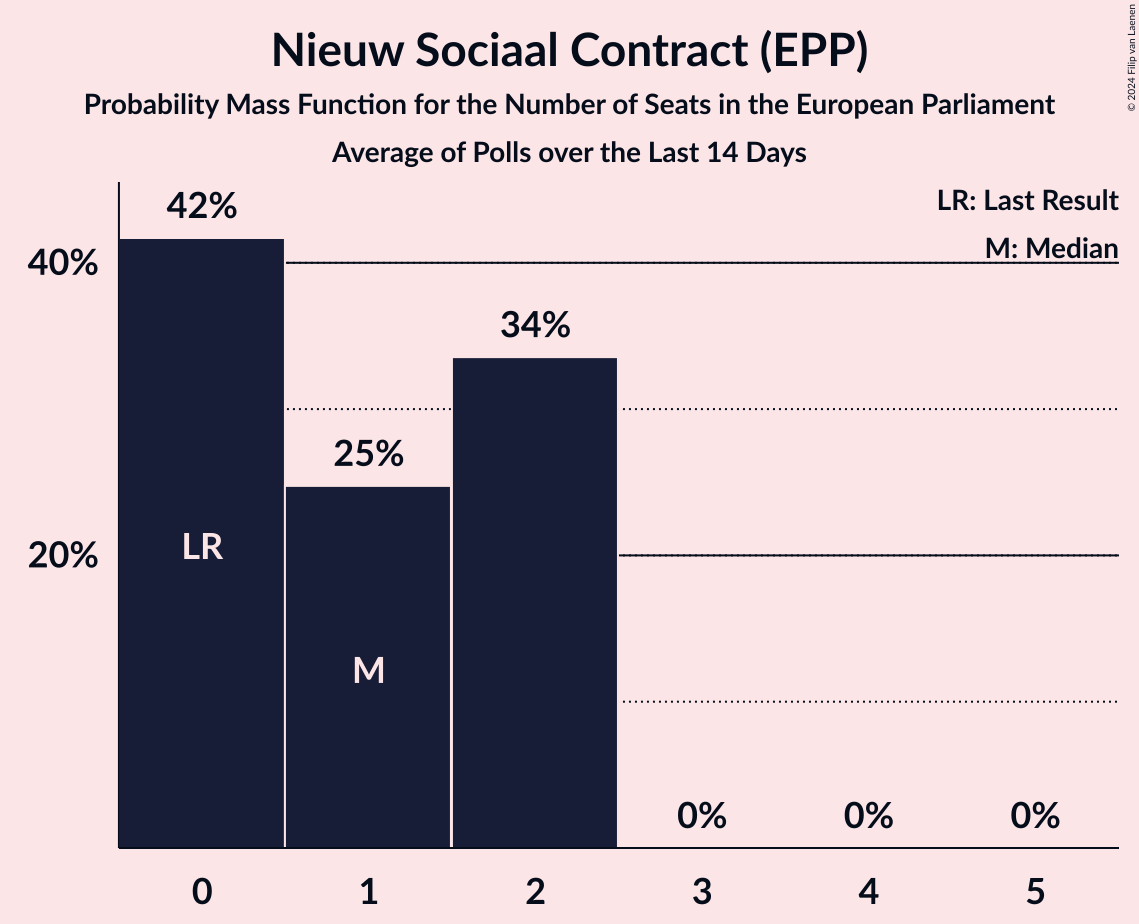 Nieuw Sociaal Contract (EPP)
Probability Mass Function for the Number of Seats in the European Parliament
Average of Polls over the Last 14 Days
© 2024 Filip van Laenen
LR: Last Result
M: Median
42%
40%
34%
25%
LR
20%
M
0% 0% 0%
0 1 2 3 4 5